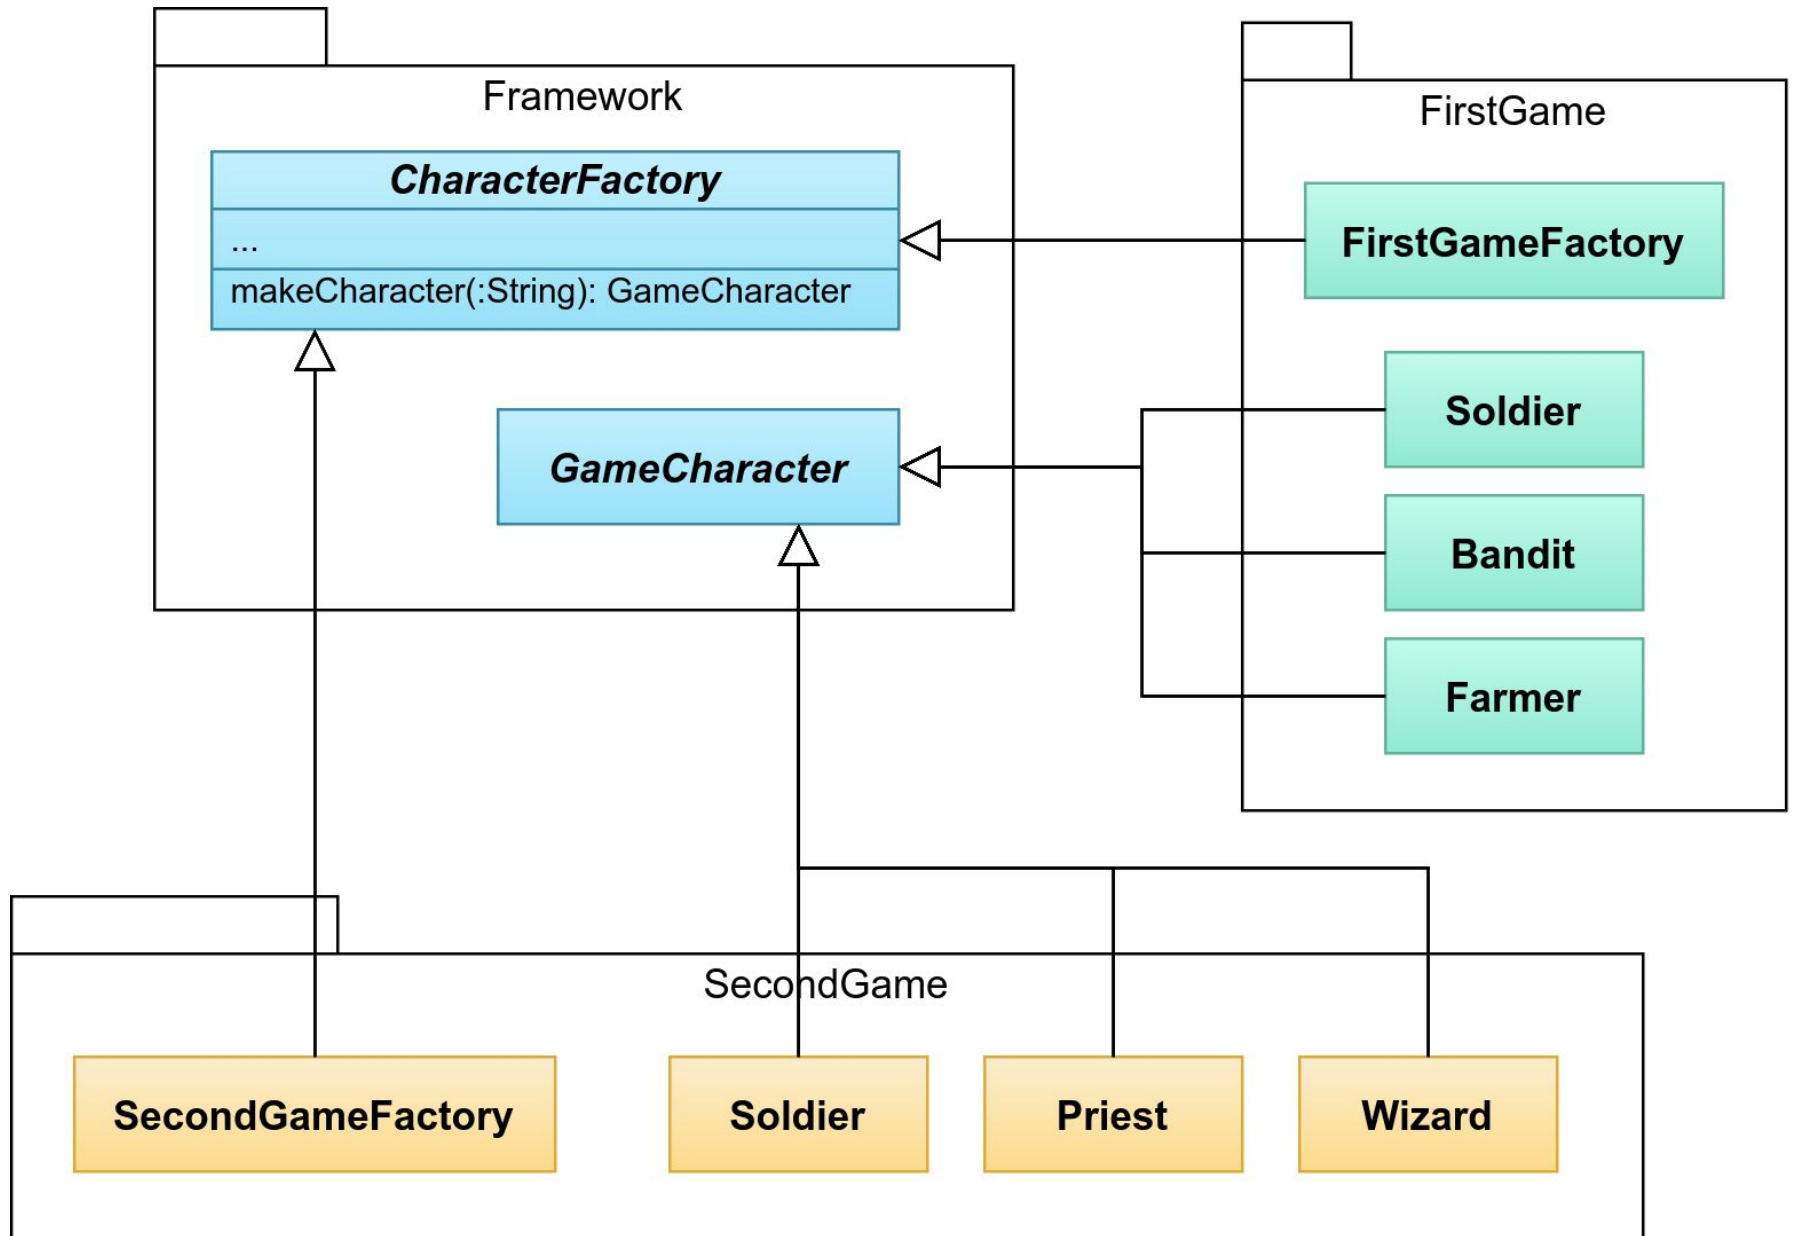 Framework
CharacterFactory
...
makeCharacter(:String): GameCharacter
GameCharacter
FirstGame
FirstGameFactory
Soldier
Bandit
Farmer
SecondGame
SecondGameFactory
Soldier
Priest
Wizard